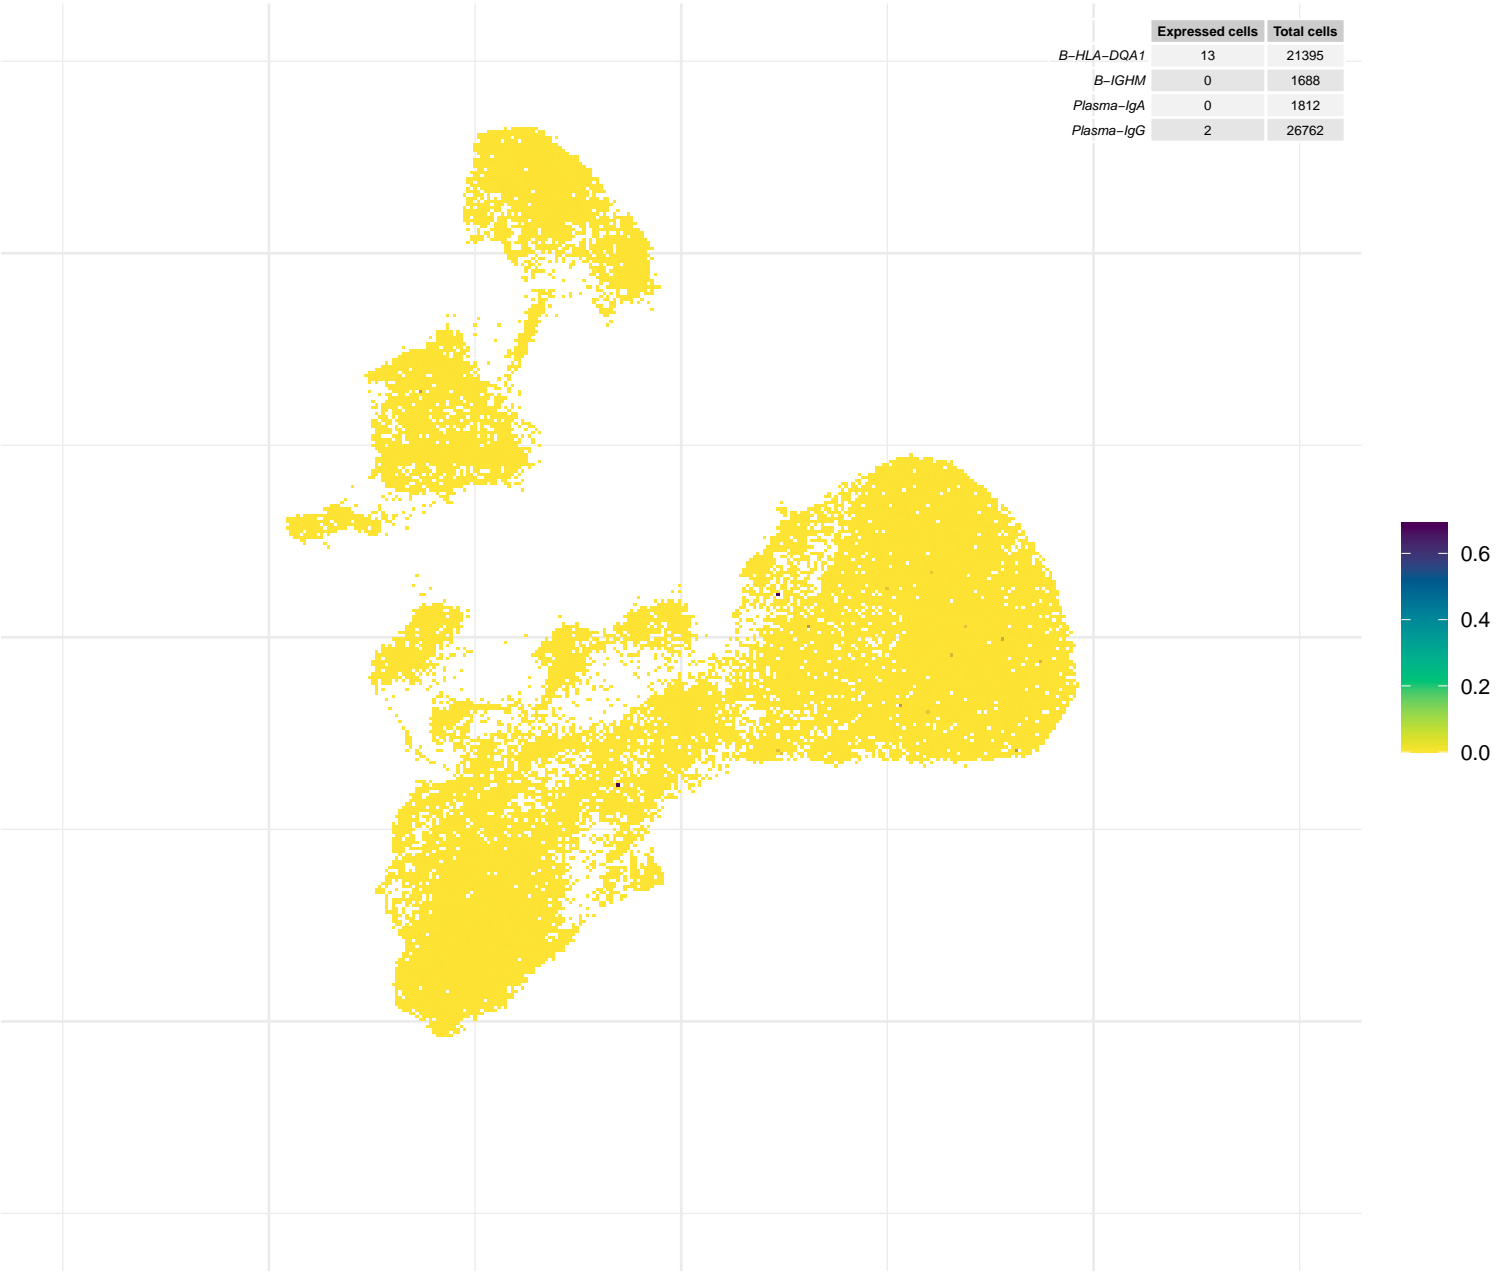 Expressed cells Total cells
B−HLA−DQA1 13 21395
B−IGHM 0 1688
Plasma−IgA 0 1812
Plasma−IgG 2 26762
0.6
0.4
0.2
0.0